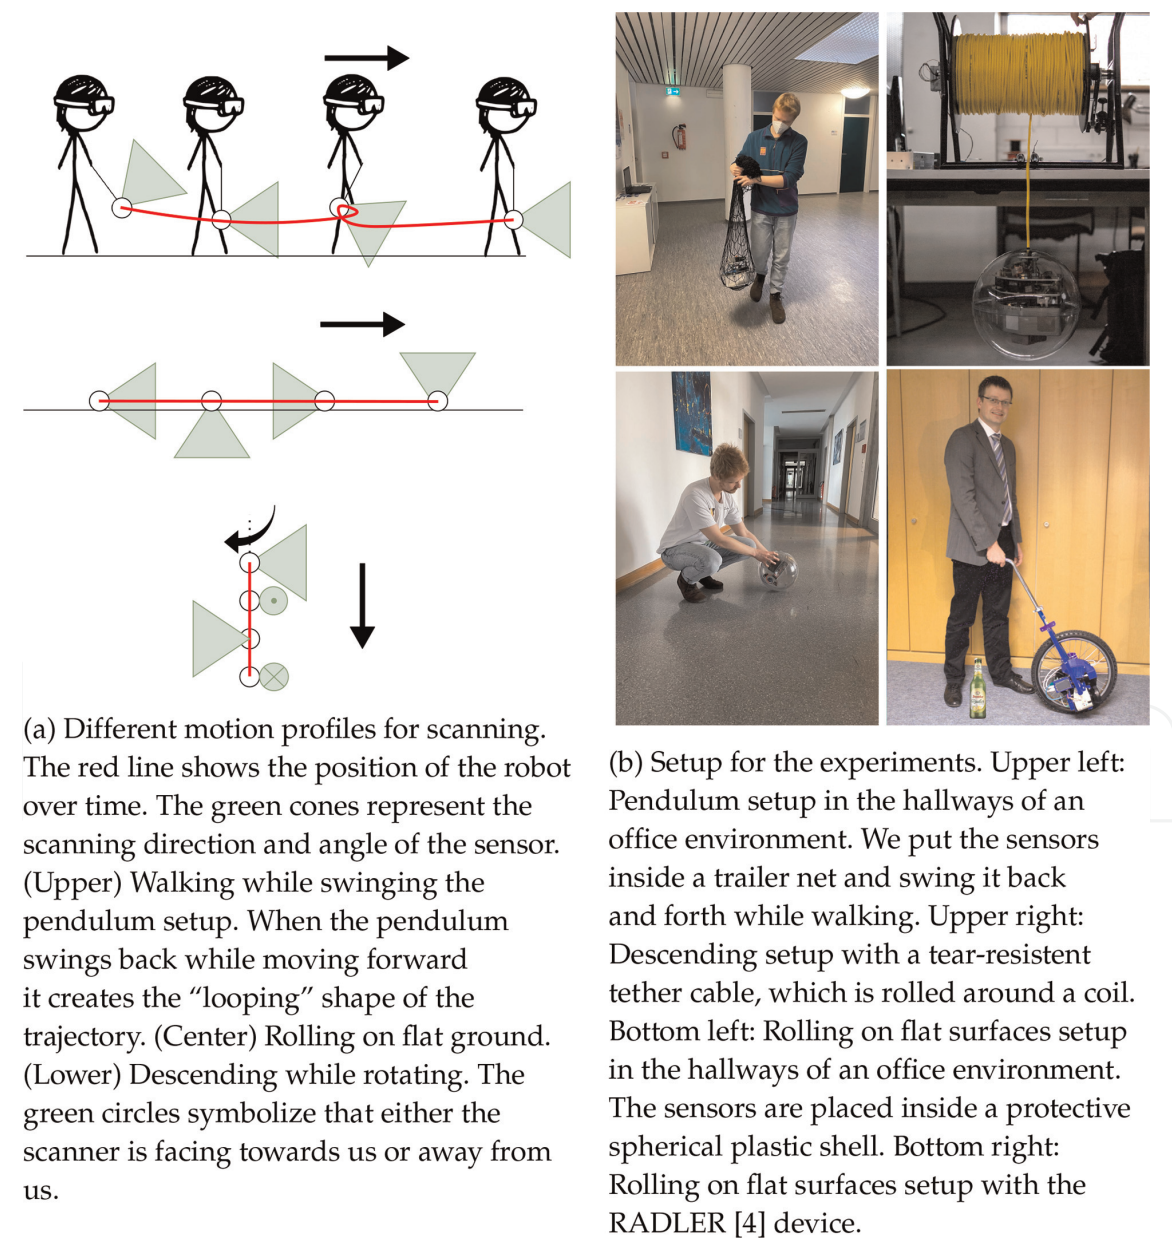 (a) Different motion profiles for scanning.
The red line shows the position of the robot
over time. The green cones represent the
scanning direction and angle of the sensor.
(Upper) Walking while swinging the
pendulum setup. When the pendulum
swings back while moving forward
it creates the “looping” shape of the
trajectory. (Center) Rolling on flat ground.
(Lower) Descending while rotating. The
green circles symbolize that either the
scanner is facing towards us or away from
us.
(b) Setup for the experiments. Upper left:
Pendulum setup in the hallways of an
office environment. We put the sensors
inside a trailer net and swing it back
and forth while walking. Upper right:
Descending setup with a tear-resistent
tether cable, which is rolled around a coil.
Bottom left: Rolling on flat surfaces setup
in the hallways of an office environment.
The sensors are placed inside a protective
spherical plastic shell. Bottom right:
Rolling on flat surfaces setup with the
RADLER [4] device.